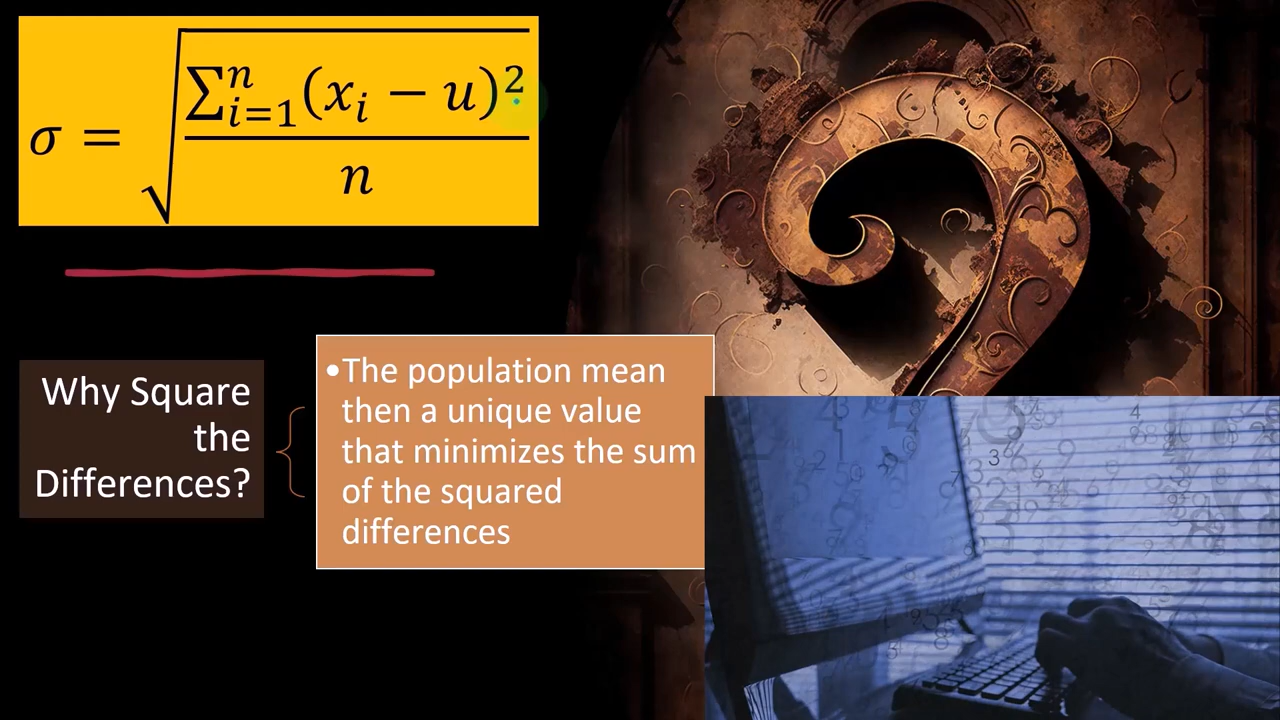 σ = √(∑ⁿᵢ₌₁(xᵢ − u)² / n)
Why Square
the
Differences?
•The population mean
then a unique value
that minimizes the sum
of the squared
differences